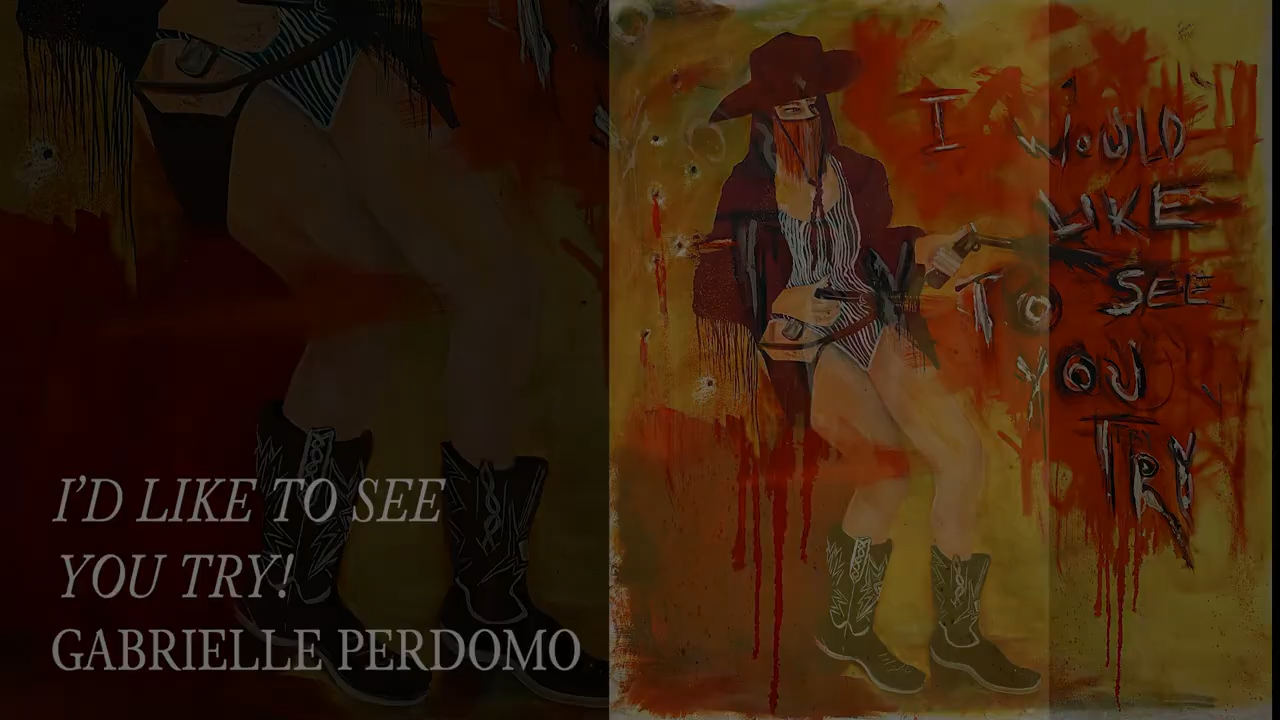 I’D LIKE TO SEE
YOU TRY!
GABRIELLE PERDOMO
I WOULD
LIKE
TO SEE
YOU
TRY